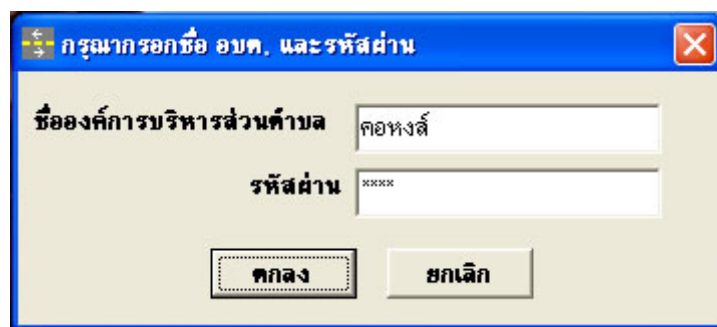 กรุณากรอกชื่อ อบต. และรหัสผ่าน
ชื่อองค์การบริหารส่วนตำบล คอหงส์
รหัสผ่าน ****
ตกลง ยกเลิก